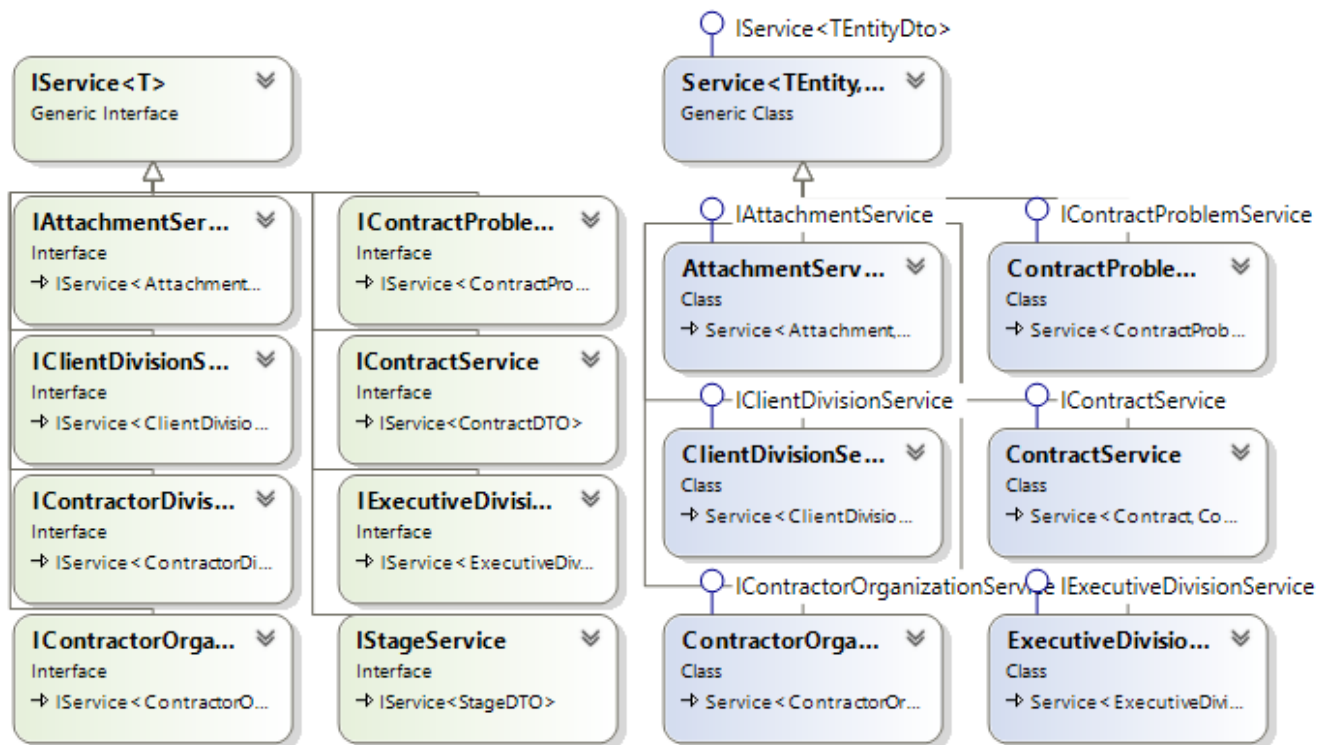 IService<TEntityDto>
IService<T>
Generic Interface
Service<TEntity,...
Generic Class
IAttachmentSer...
Interface
IService<Attachment...
IContractProble...
Interface
IService<ContractPro...
IAttachmentService
AttachmentServ...
Class
Service<Attachment,...
IContractProblemService
ContractProble...
Class
Service<ContractProb...
IClientDivisionS...
Interface
IService<ClientDivisio...
IContractService
Interface
IService<ContractDTO>
IClientDivisionService
ClientDivisionSe...
Class
Service<ClientDivisio...
IContractService
ContractService
Class
Service<Contract, Co...
IContractorDivis...
Interface
IService<ContractorDi...
IExecutiveDivisi...
Interface
IService<ExecutiveDiv...
IContractorOrganizationService
IExecutiveDivisionService
IContractorOrga...
Interface
IService<ContractorO...
IStageService
Interface
IService<StageDTO>
ContractorOrga...
Class
Service<ContractorOr...
ExecutiveDivisio...
Class
Service<ExecutiveDivi...